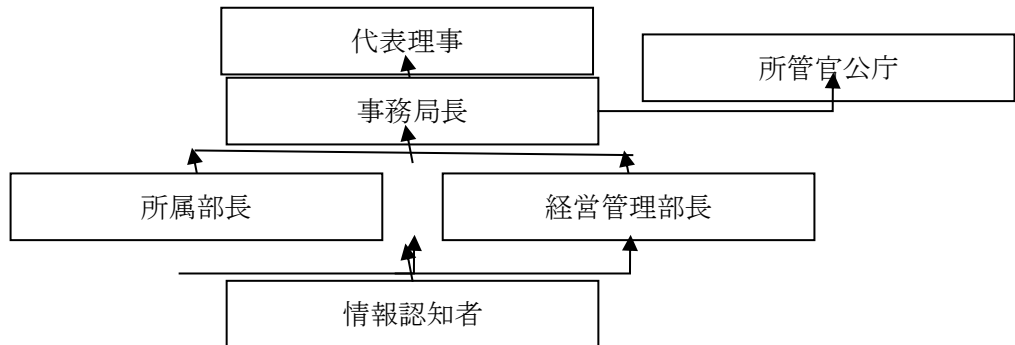 代表理事
所管官公庁
事務局長
所属部長
経営管理部長
情報認知者